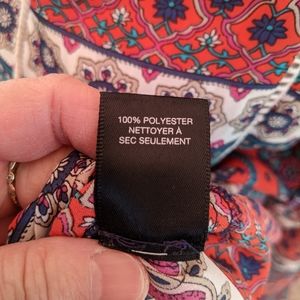 100% POLYESTER
NETTOYER À
SEC SEULEMENT